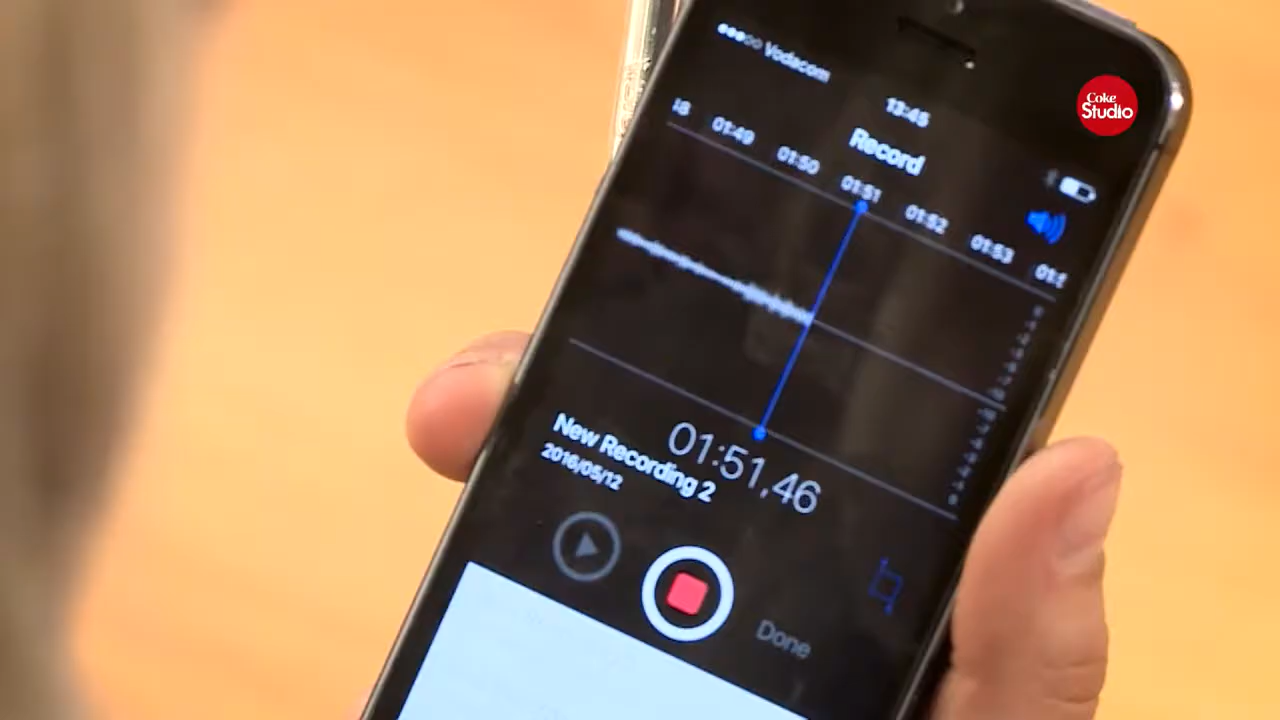 Vodacom
13:45
Coke
Studio
Record
01:49 01:50 01:51 01:52 01:53
01:51,46
New Recording 2
2016/05/12
Done